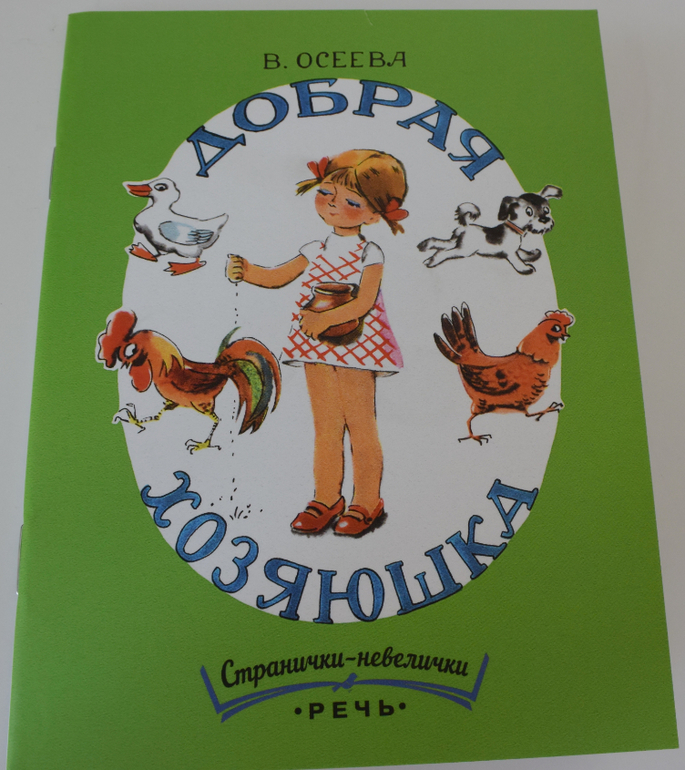 В. ОСЕЕВА
ДОБРАЯ
ХОЗЯЮШКА
Странички-невелички
•РЕЧЬ•